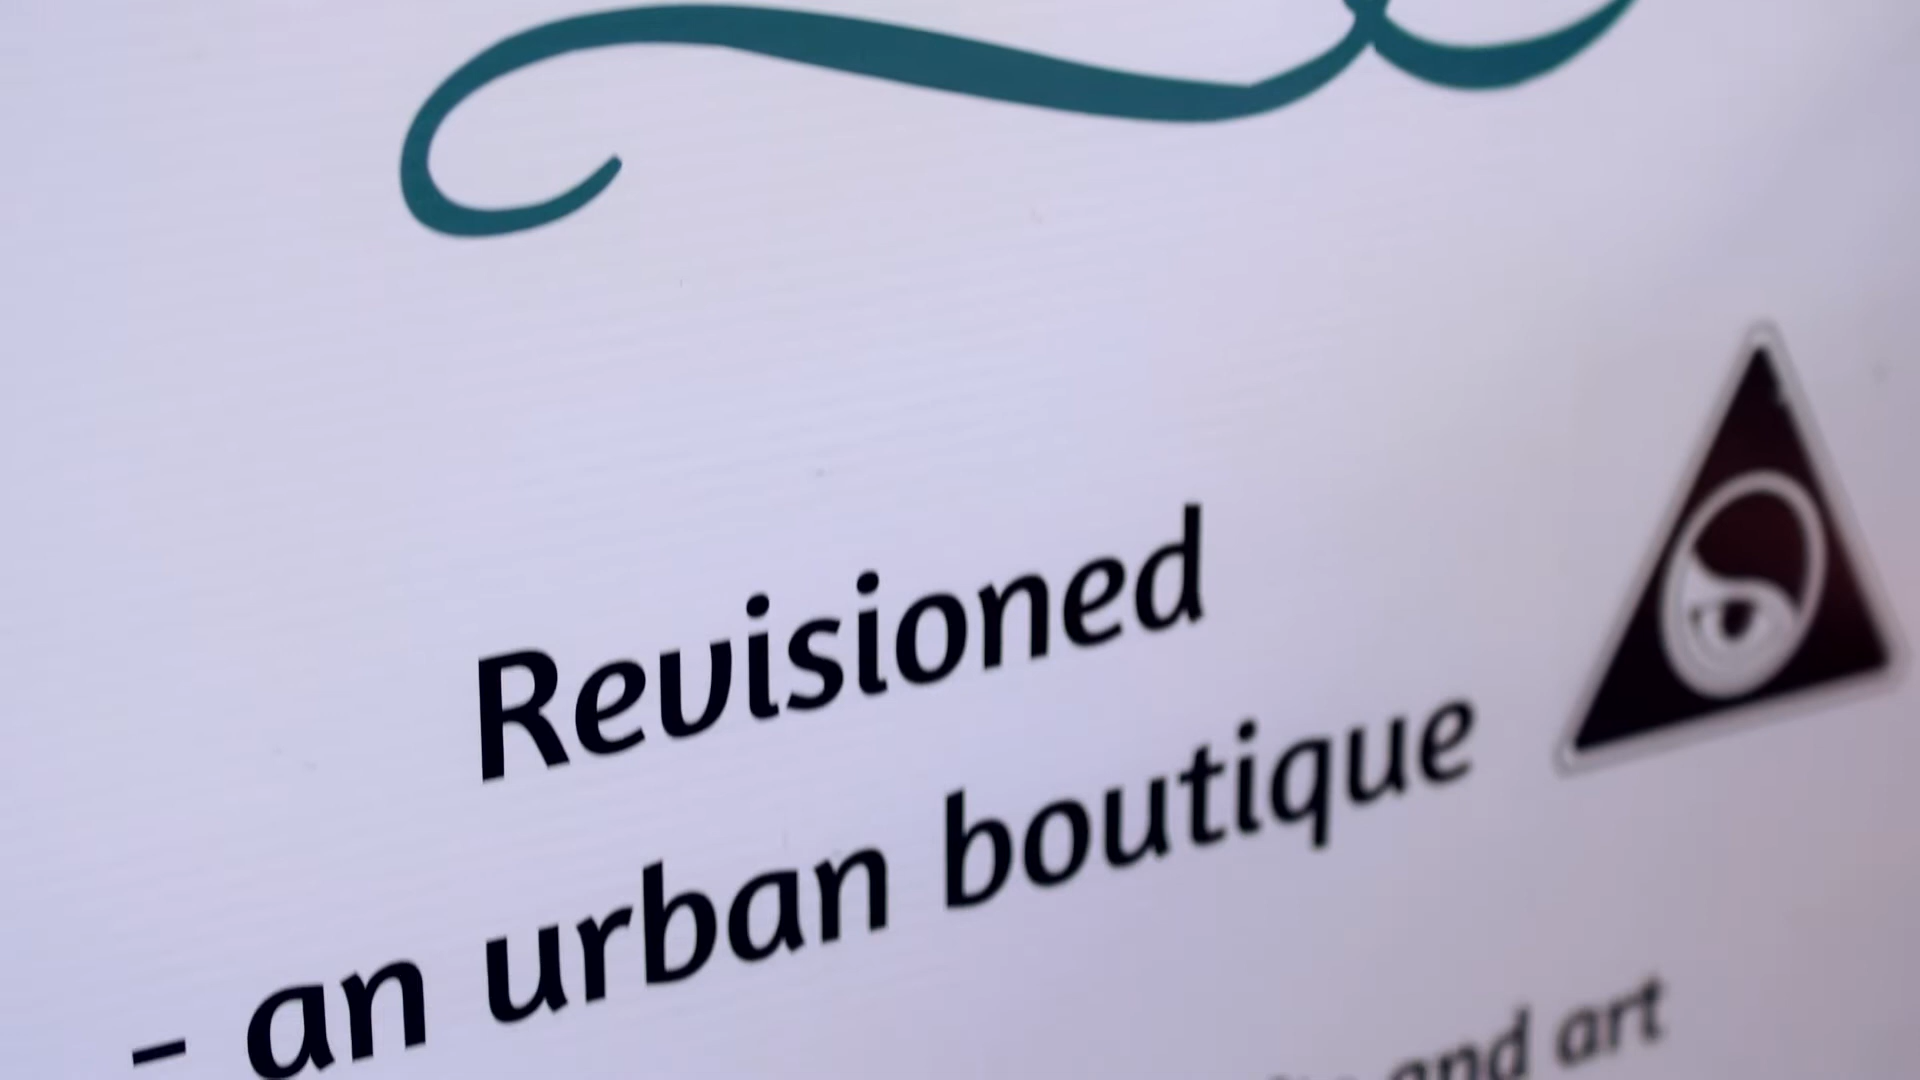 Revisioned
- an urban boutique
and art